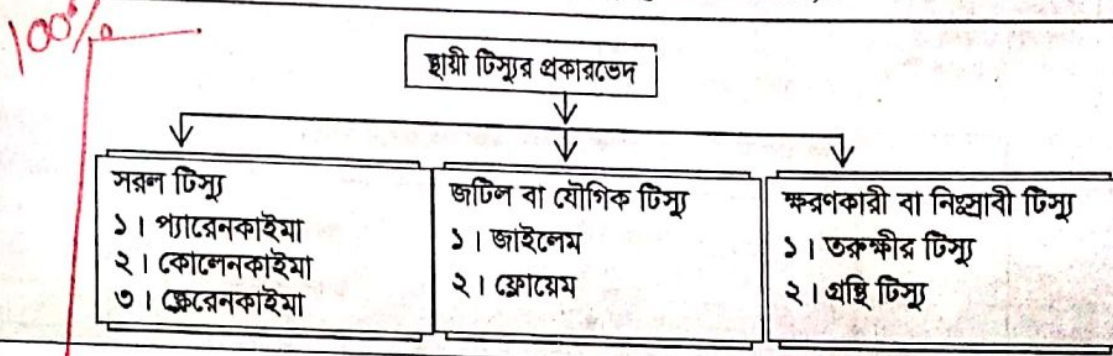 100%
স্থায়ী টিস্যুর প্রকারভেদ
সরল টিস্যু
১। প্যারেনকাইমা
২। কোলেনকাইমা
৩। স্ক্লেরেনকাইমা
জটিল বা যৌগিক টিস্যু
১। জাইলেম
২। ফ্লোয়েম
ক্ষরণকারী বা নিঃস্রাবী টিস্যু
১। তরুক্ষীর টিস্যু
২। গ্রন্থি টিস্যু